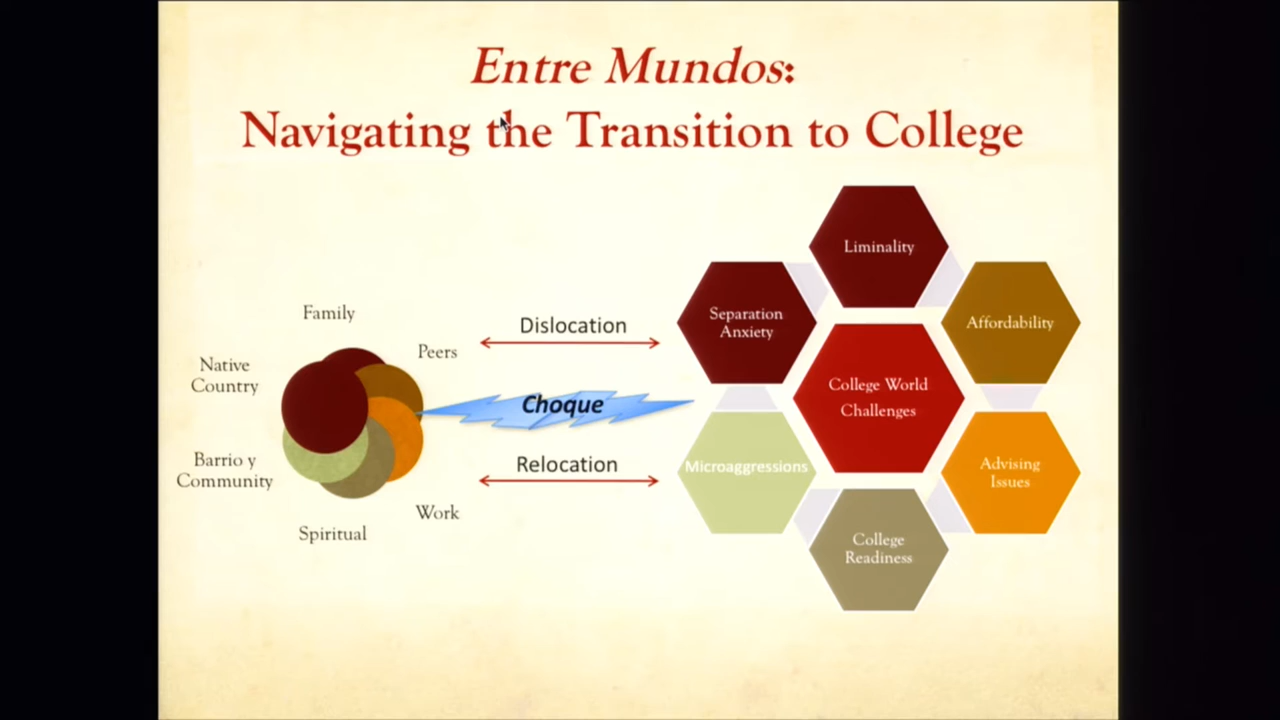 Entre Mundos:
Navigating the Transition to College
Family
Peers
Native
Country
Barrio y
Community
Spiritual
Work
Dislocation
Choque
Relocation
Liminality
Separation
Anxiety
Affordability
College World
Challenges
Microaggressions
Advising
Issues
College
Readiness